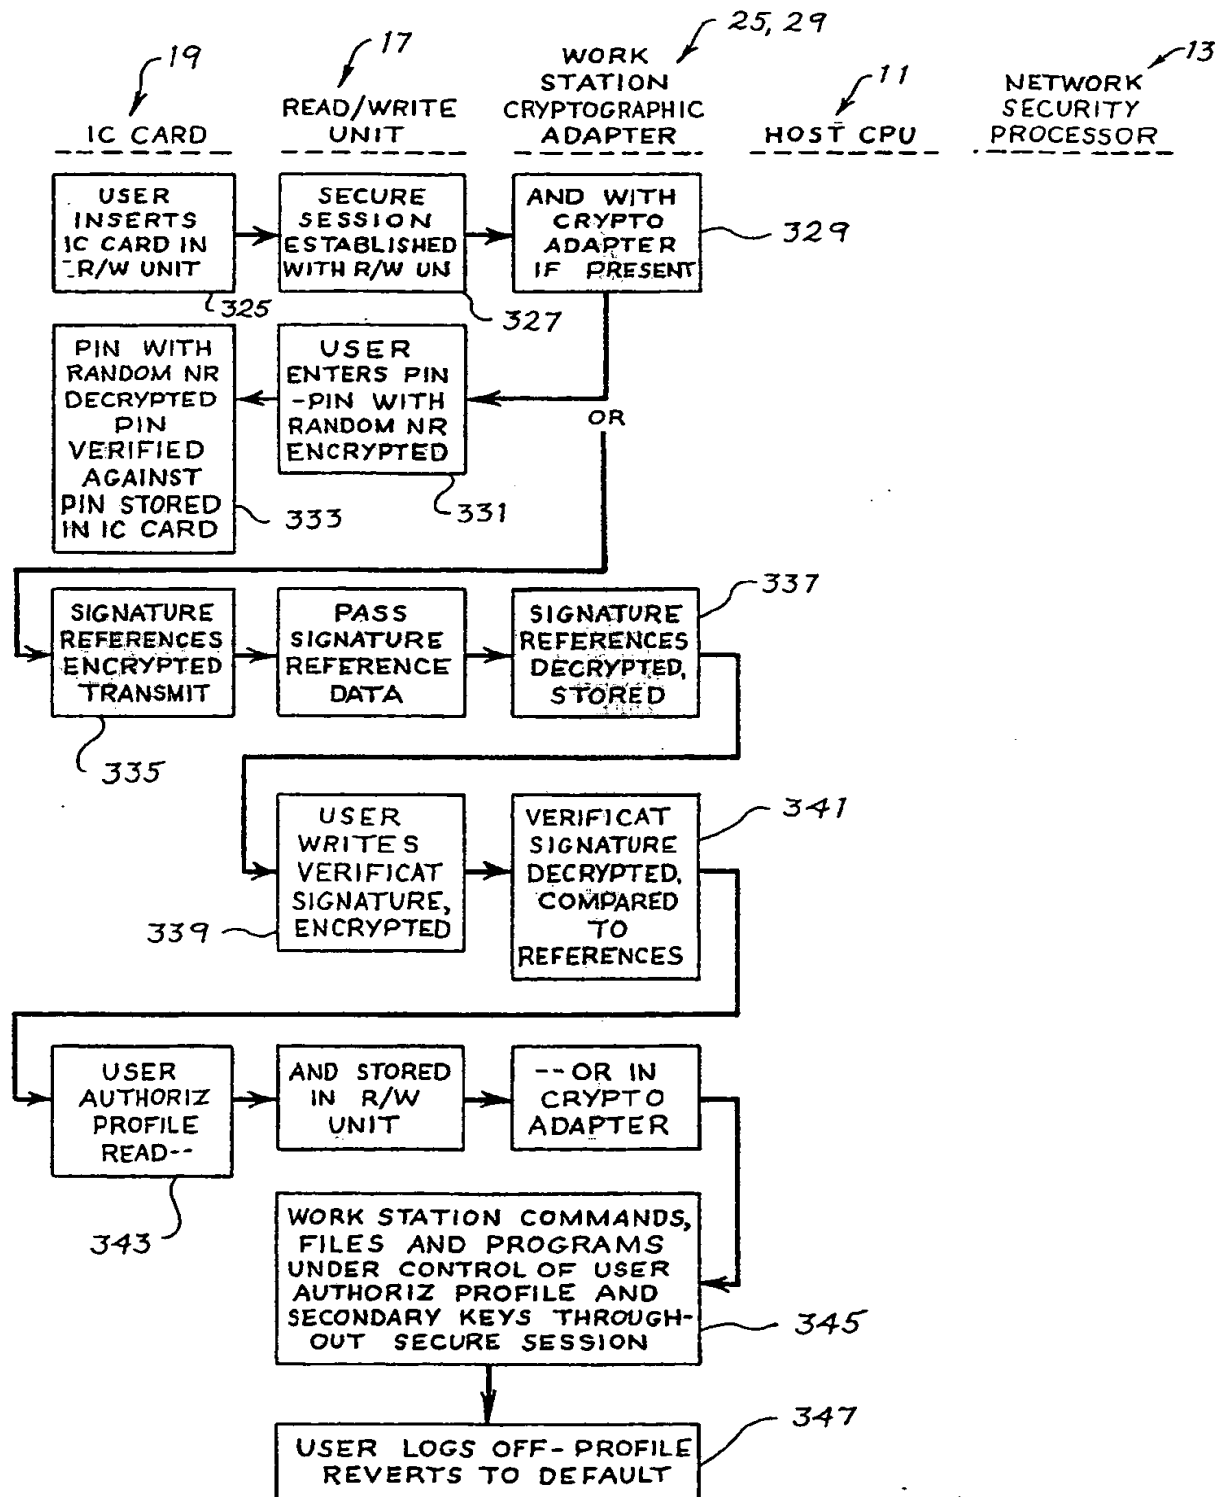 19
IC CARD
17
READ/WRITE
UNIT
25, 29
WORK
STATION
CRYPTOGRAPHIC
ADAPTER
11
HOST CPU
13
NETWORK
SECURITY
PROCESSOR
USER
INSERTS
IC CARD IN
R/W UNIT
325
SECURE
SESSION
ESTABLISHED
WITH R/W UN
327
AND WITH
CRYPTO
ADAPTER
IF PRESENT
329
PIN WITH
RANDOM NR
DECRYPTED
PIN
VERIFIED
AGAINST
PIN STORED
IN IC CARD
333
USER
ENTERS PIN
-PIN WITH
RANDOM NR
ENCRYPTED
331
OR
SIGNATURE
REFERENCES
ENCRYPTED
TRANSMIT
335
PASS
SIGNATURE
REFERENCE
DATA
SIGNATURE
REFERENCES
DECRYPTED,
STORED
337
USER
WRITES
VERIFICAT
SIGNATURE,
ENCRYPTED
339
VERIFICAT
SIGNATURE
DECRYPTED,
COMPARED
TO
REFERENCES
341
USER
AUTHORIZ
PROFILE
READ--
343
AND STORED
IN R/W
UNIT
--OR IN
CRYPTO
ADAPTER
WORK STATION COMMANDS,
FILES AND PROGRAMS
UNDER CONTROL OF USER
AUTHORIZ PROFILE AND
SECONDARY KEYS THROUGH-
OUT SECURE SESSION
345
USER LOGS OFF-PROFILE
REVERTS TO DEFAULT
347